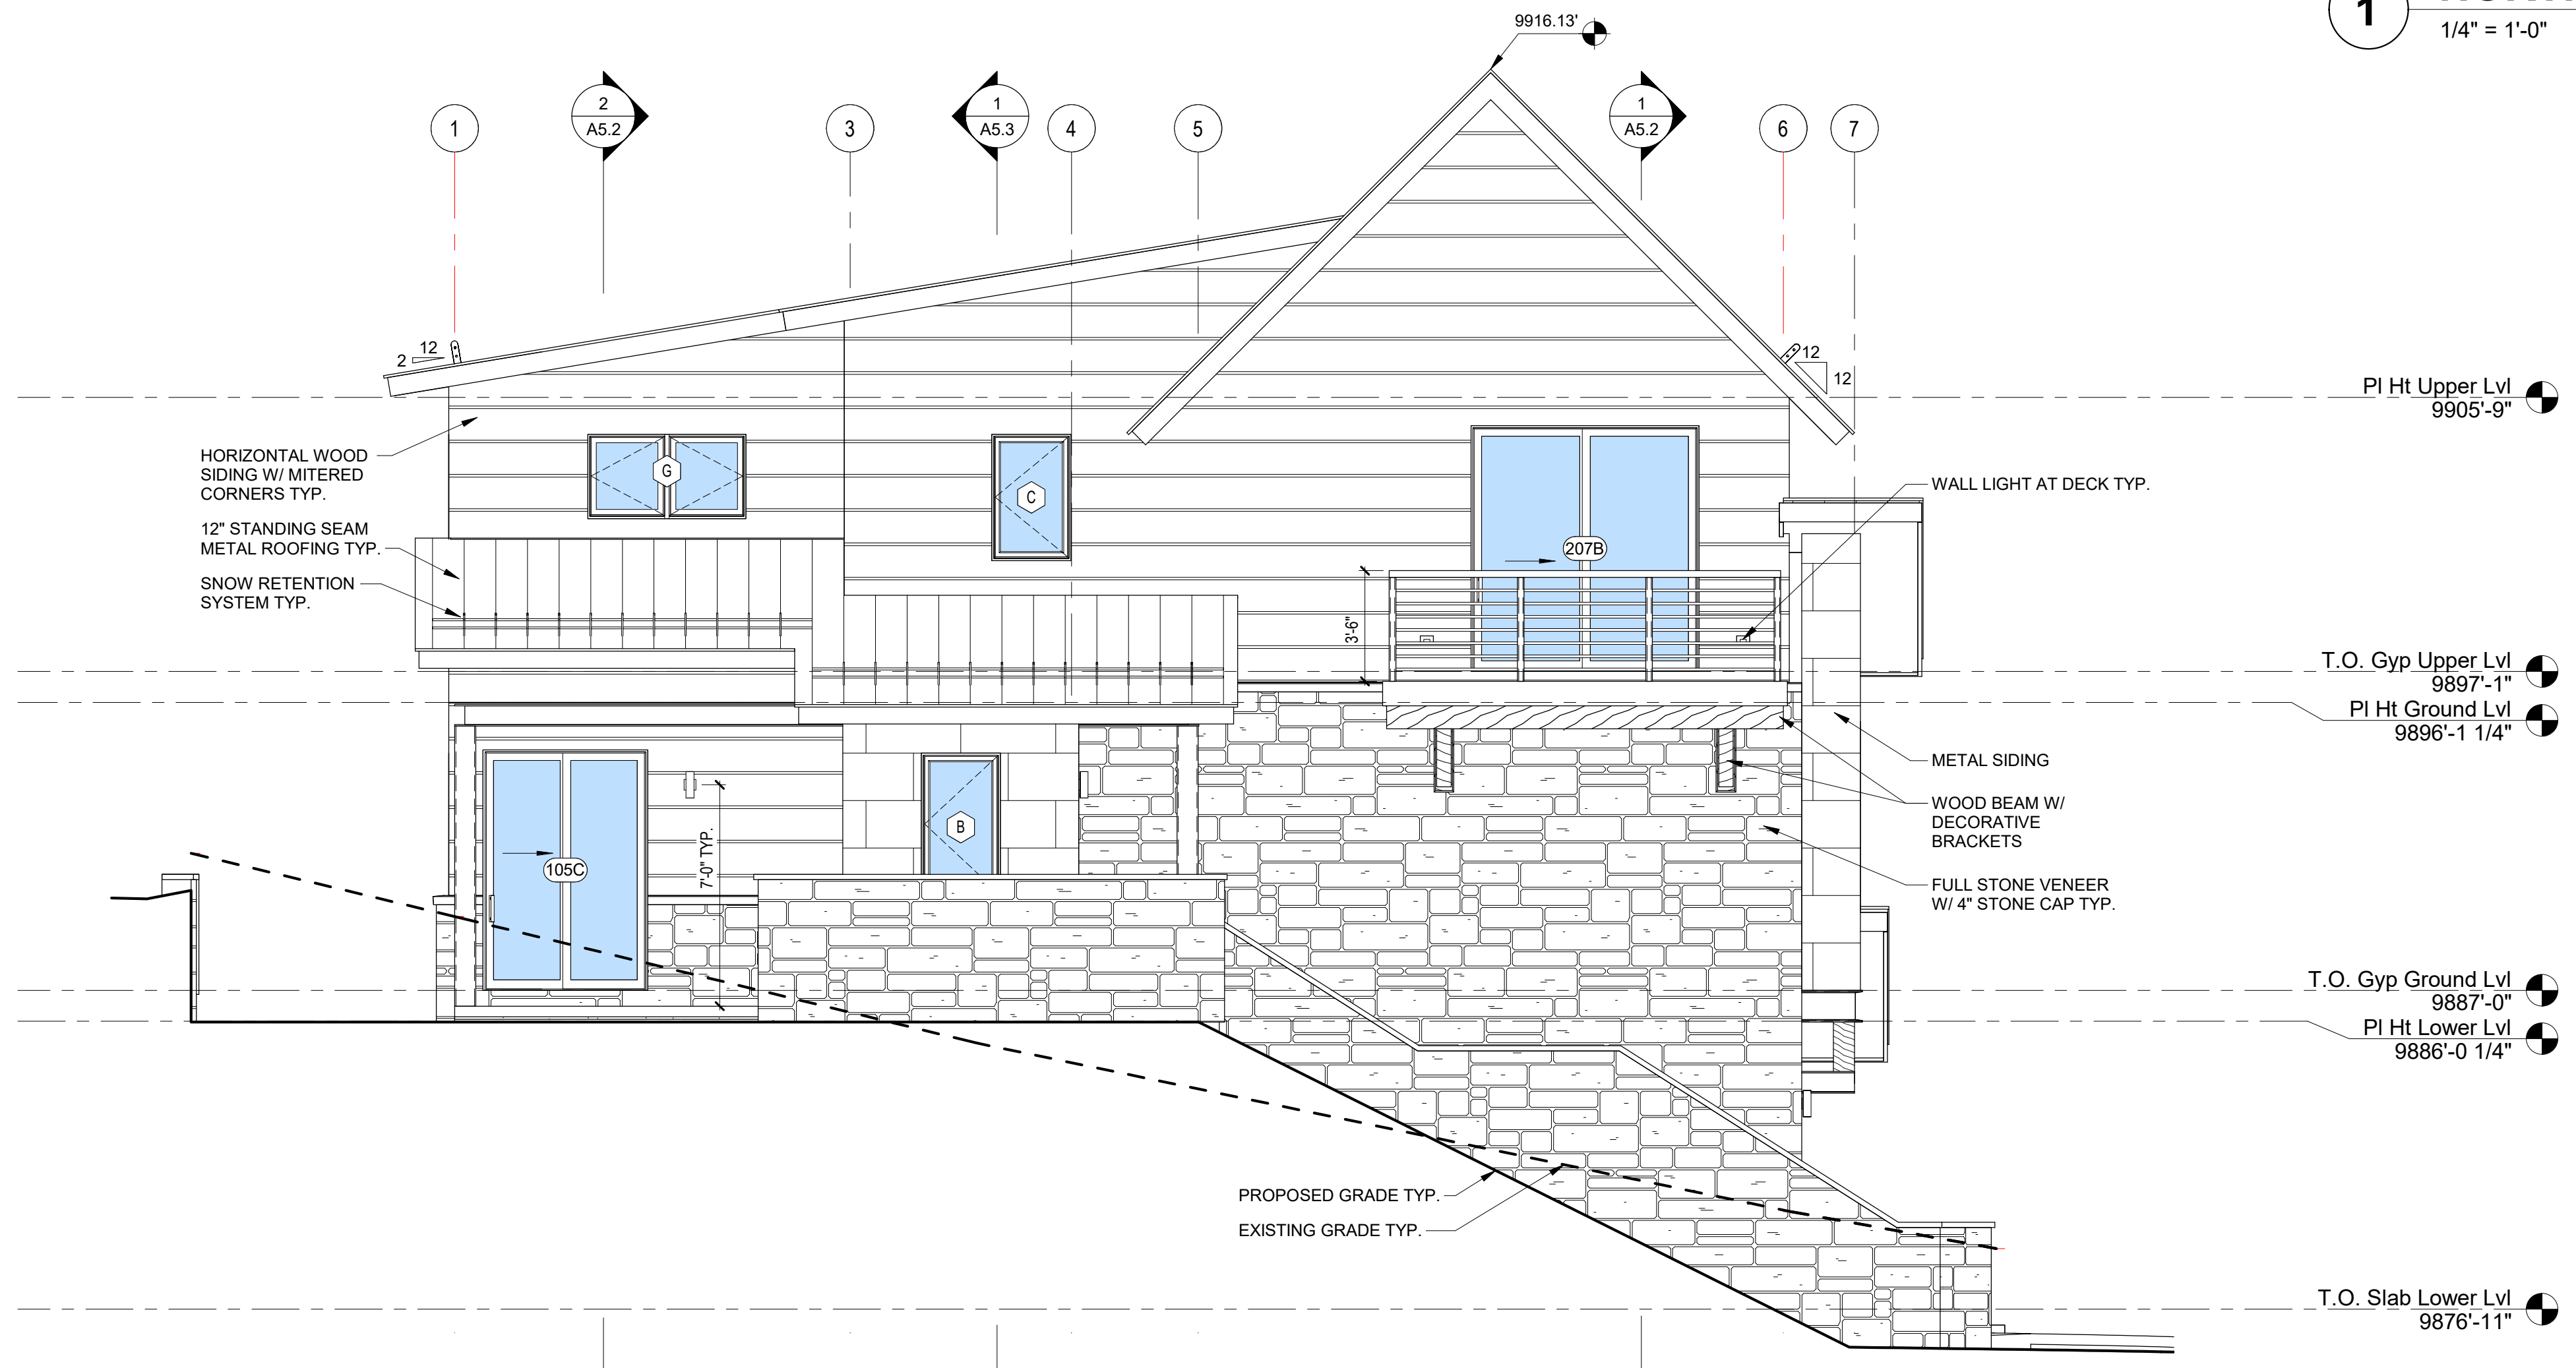 9916.13'
1
1/4" = 1'-0"
1
2
A5.2
3
1
A5.3
4
5
1
A5.2
6
7
12
2
12
12
Pl Ht Upper Lvl
9905'-9"
HORIZONTAL WOOD
SIDING W/ MITERED
CORNERS TYP.
G
C
WALL LIGHT AT DECK TYP.
12" STANDING SEAM
METAL ROOFING TYP.
207B
SNOW RETENTION
SYSTEM TYP.
3'-6"
T.O. Gyp Upper Lvl
9897'-1"
Pl Ht Ground Lvl
9896'-1 1/4"
METAL SIDING
WOOD BEAM W/
DECORATIVE
BRACKETS
B
7'-0" TYP.
105C
FULL STONE VENEER
W/ 4" STONE CAP TYP.
T.O. Gyp Ground Lvl
9887'-0"
Pl Ht Lower Lvl
9886'-0 1/4"
PROPOSED GRADE TYP.
EXISTING GRADE TYP.
T.O. Slab Lower Lvl
9876'-11"